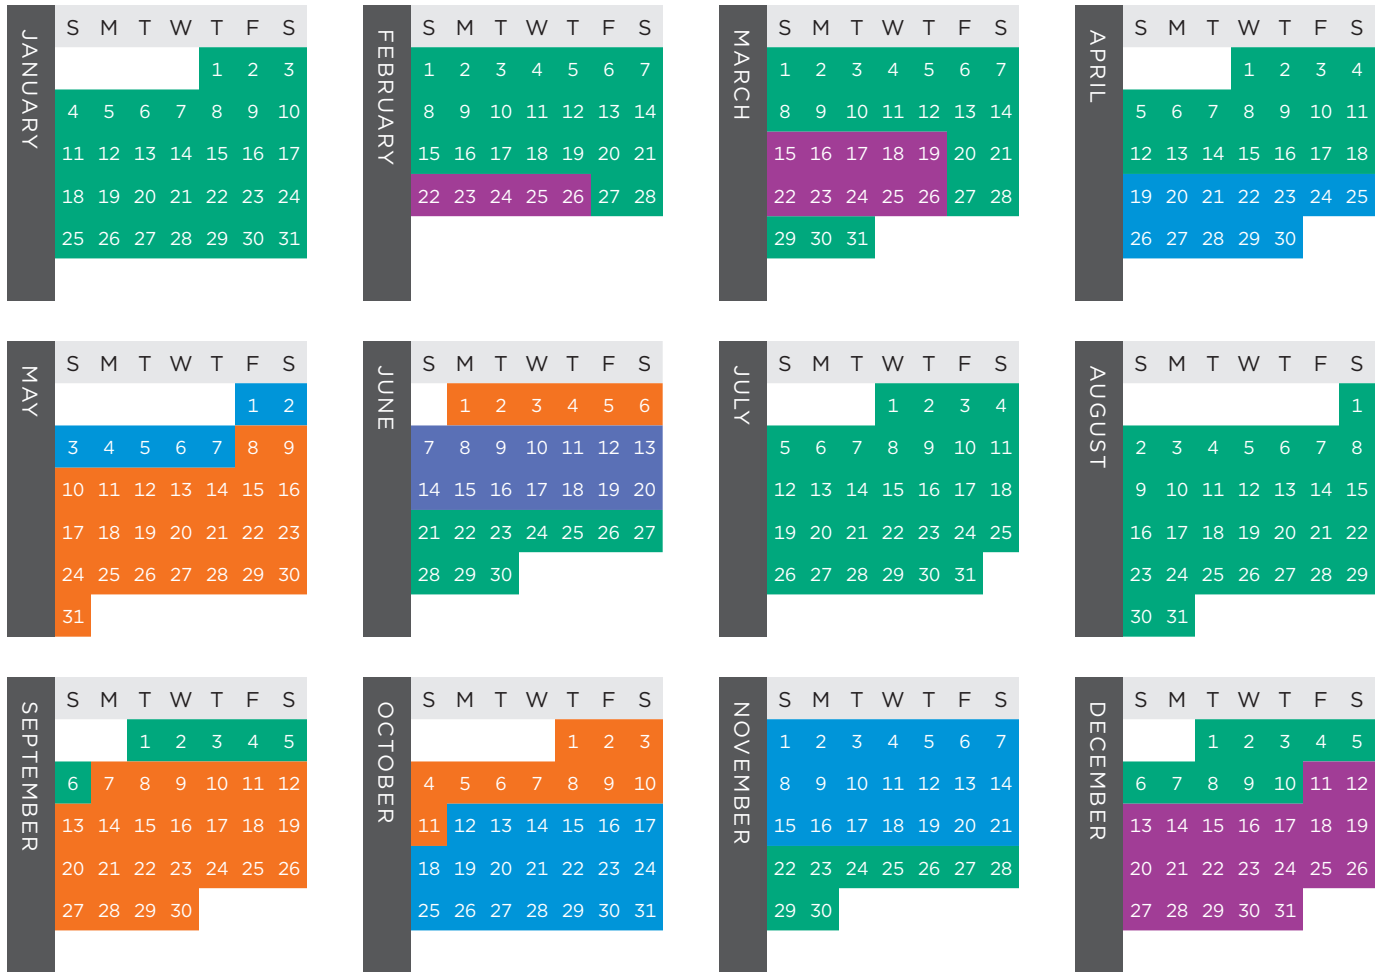 JANUARY
S M T W T F S
1 2 3
4 5 6 7 8 9 10
11 12 13 14 15 16 17
18 19 20 21 22 23 24
25 26 27 28 29 30 31
FEBRUARY
S M T W T F S
1 2 3 4 5 6 7
8 9 10 11 12 13 14
15 16 17 18 19 20 21
22 23 24 25 26 27 28
MARCH
S M T W T F S
1 2 3 4 5 6 7
8 9 10 11 12 13 14
15 16 17 18 19 20 21
22 23 24 25 26 27 28
29 30 31
APRIL
S M T W T F S
1 2 3 4
5 6 7 8 9 10 11
12 13 14 15 16 17 18
19 20 21 22 23 24 25
26 27 28 29 30
MAY
S M T W T F S
1 2
3 4 5 6 7 8 9
10 11 12 13 14 15 16
17 18 19 20 21 22 23
24 25 26 27 28 29 30
31
JUNE
S M T W T F S
1 2 3 4 5 6
7 8 9 10 11 12 13
14 15 16 17 18 19 20
21 22 23 24 25 26 27
28 29 30
JULY
S M T W T F S
1 2 3 4
5 6 7 8 9 10 11
12 13 14 15 16 17 18
19 20 21 22 23 24 25
26 27 28 29 30 31
AUGUST
S M T W T F S
1
2 3 4 5 6 7 8
9 10 11 12 13 14 15
16 17 18 19 20 21 22
23 24 25 26 27 28 29
30 31
SEPTEMBER
S M T W T F S
1 2 3 4 5
6 7 8 9 10 11 12
13 14 15 16 17 18 19
20 21 22 23 24 25 26
27 28 29 30
OCTOBER
S M T W T F S
1 2 3
4 5 6 7 8 9 10
11 12 13 14 15 16 17
18 19 20 21 22 23 24
25 26 27 28 29 30 31
NOVEMBER
S M T W T F S
1 2 3 4 5 6 7
8 9 10 11 12 13 14
15 16 17 18 19 20 21
22 23 24 25 26 27 28
29 30
DECEMBER
S M T W T F S
1 2 3 4 5
6 7 8 9 10 11 12
13 14 15 16 17 18 19
20 21 22 23 24 25 26
27 28 29 30 31